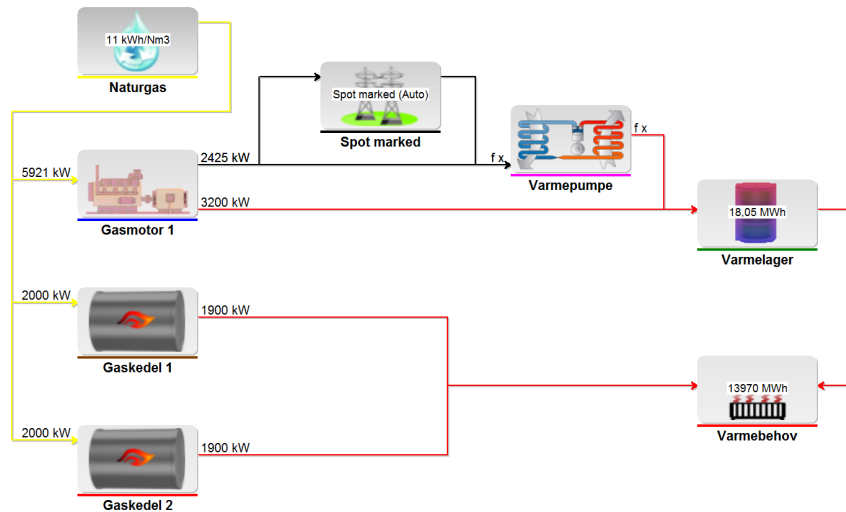 11 kWh/Nm3
Naturgas
Spot marked (Auto)
Spot marked
2425 kW
f x
f x
Varmepumpe
5921 kW
3200 kW
Gasmotor 1
18,05 MWh
Varmelager
2000 kW
1900 kW
Gaskedel 1
13970 MWh
Varmebehov
2000 kW
1900 kW
Gaskedel 2